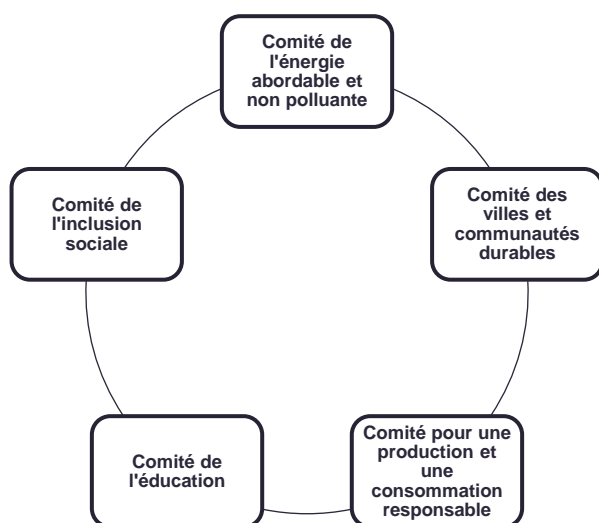 Comité de
l'énergie
abordable et
non polluante
Comité des
villes et
communautés
durables
Comité pour une
production et
une
consommation
responsable
Comité de
l'éducation
Comité de
l'inclusion
sociale